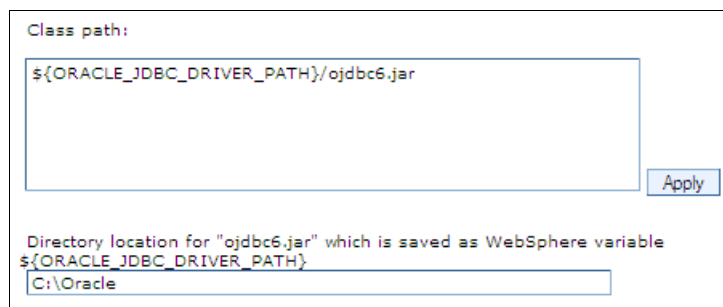 Class path:
${ORACLE_JDBC_DRIVER_PATH}/ojdbc6.jar
Apply
Directory location for "ojdbc6.jar" which is saved as WebSphere variable
${ORACLE_JDBC_DRIVER_PATH}
C:\Oracle